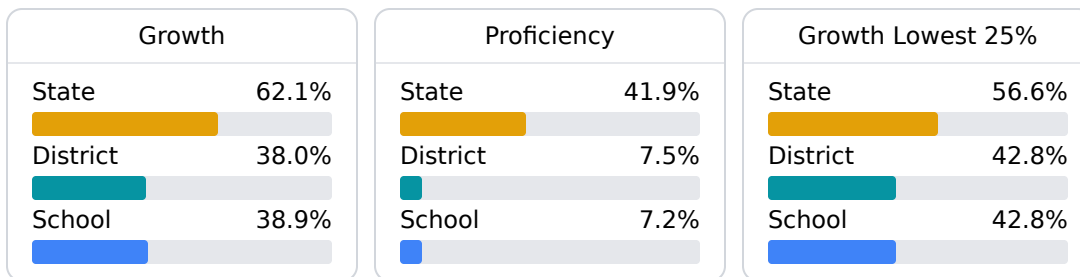 Growth
State 62.1%
District 38.0%
School 38.9%
Proficiency
State 41.9%
District 7.5%
School 7.2%
Growth Lowest 25%
State 56.6%
District 42.8%
School 42.8%